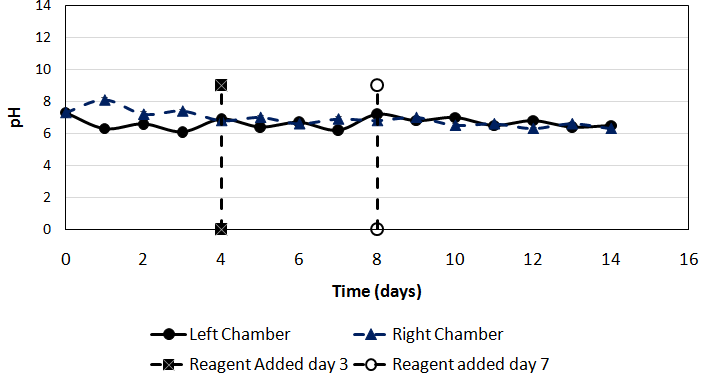 14
12
10
8
6
4
2
0
pH
0 2 4 6 8 10 12 14 16
Time (days)
Left Chamber Right Chamber
Reagent Added day 3 Reagent added day 7